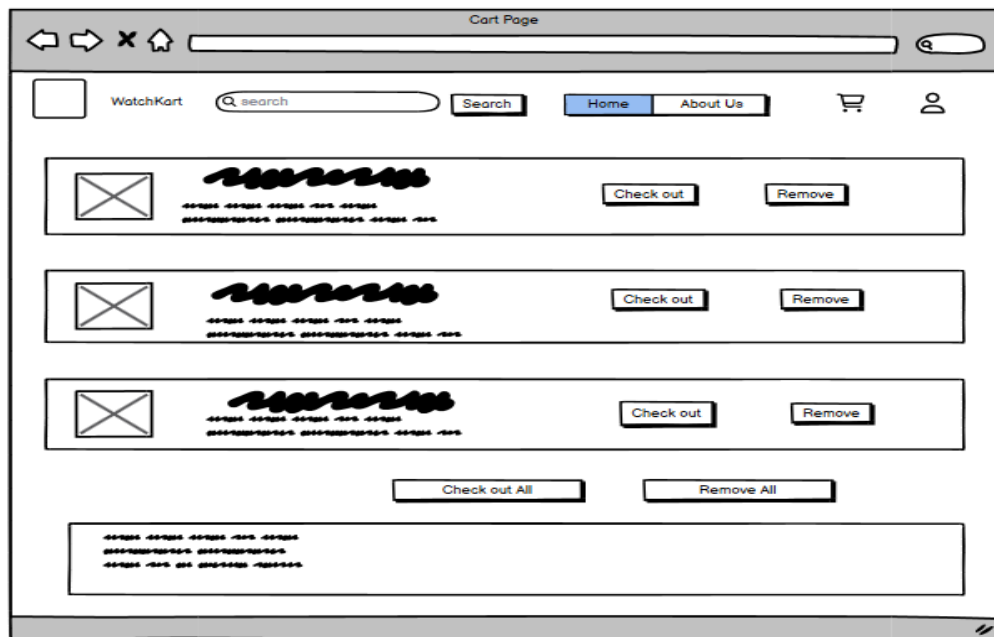 Cart Page
WatchKart search Search Home About Us
Check out Remove
Check out Remove
Check out Remove
Check out All Remove All